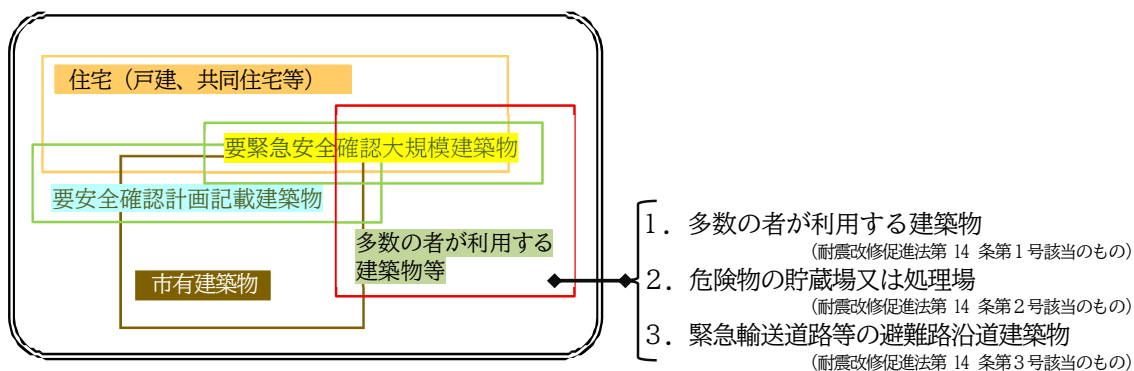 住宅（戸建、共同住宅等）
要緊急安全確認大規模建築物
要安全確認計画記載建築物
多数の者が利用する
建築物等
市有建築物
１．多数の者が利用する建築物
（耐震改修促進法第 14 条第１号該当のもの）
２．危険物の貯蔵場又は処理場
（耐震改修促進法第 14 条第２号該当のもの）
３．緊急輸送道路等の避難路沿道建築物
（耐震改修促進法第 14 条第３号該当のもの）